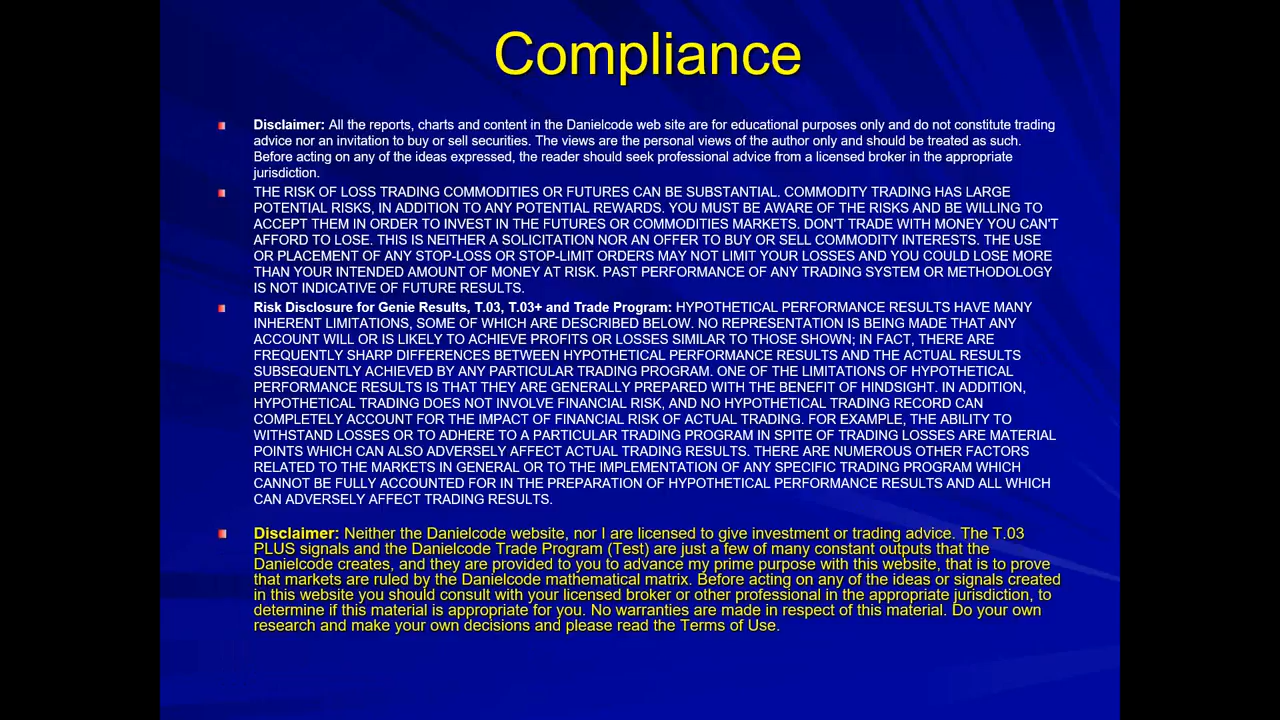 Compliance
Disclaimer: All the reports, charts and content in the Danielcode web site are for educational purposes only and do not constitute trading
advice nor an invitation to buy or sell securities. The views are the personal views of the author only and should be treated as such.
Before acting on any of the ideas expressed, the reader should seek professional advice from a licensed broker in the appropriate
jurisdiction.
THE RISK OF LOSS TRADING COMMODITIES OR FUTURES CAN BE SUBSTANTIAL. COMMODITY TRADING HAS LARGE
POTENTIAL RISKS, IN ADDITION TO ANY POTENTIAL REWARDS. YOU MUST BE AWARE OF THE RISKS AND BE WILLING TO
ACCEPT THEM IN ORDER TO INVEST IN THE FUTURES OR COMMODITIES MARKETS. DON'T TRADE WITH MONEY YOU CAN'T
AFFORD TO LOSE. THIS IS NEITHER A SOLICITATION NOR AN OFFER TO BUY OR SELL COMMODITY INTERESTS. THE USE
OR PLACEMENT OF ANY STOP-LOSS OR STOP-LIMIT ORDERS MAY NOT LIMIT YOUR LOSSES AND YOU COULD LOSE MORE
THAN YOUR INTENDED AMOUNT OF MONEY AT RISK. PAST PERFORMANCE OF ANY TRADING SYSTEM OR METHODOLOGY
IS NOT INDICATIVE OF FUTURE RESULTS.
Risk Disclosure for Genie Results, T.03, T.03+ and Trade Program: HYPOTHETICAL PERFORMANCE RESULTS HAVE MANY
INHERENT LIMITATIONS, SOME OF WHICH ARE DESCRIBED BELOW. NO REPRESENTATION IS BEING MADE THAT ANY
ACCOUNT WILL OR IS LIKELY TO ACHIEVE PROFITS OR LOSSES SIMILAR TO THOSE SHOWN; IN FACT, THERE ARE
FREQUENTLY SHARP DIFFERENCES BETWEEN HYPOTHETICAL PERFORMANCE RESULTS AND THE ACTUAL RESULTS
SUBSEQUENTLY ACHIEVED BY ANY PARTICULAR TRADING PROGRAM. ONE OF THE LIMITATIONS OF HYPOTHETICAL
PERFORMANCE RESULTS IS THAT THEY ARE GENERALLY PREPARED WITH THE BENEFIT OF HINDSIGHT. IN ADDITION,
HYPOTHETICAL TRADING DOES NOT INVOLVE FINANCIAL RISK, AND NO HYPOTHETICAL TRADING RECORD CAN
COMPLETELY ACCOUNT FOR THE IMPACT OF FINANCIAL RISK OF ACTUAL TRADING. FOR EXAMPLE, THE ABILITY TO
WITHSTAND LOSSES OR TO ADHERE TO A PARTICULAR TRADING PROGRAM IN SPITE OF TRADING LOSSES ARE MATERIAL
POINTS WHICH CAN ALSO ADVERSELY AFFECT ACTUAL TRADING RESULTS. THERE ARE NUMEROUS OTHER FACTORS
RELATED TO THE MARKETS IN GENERAL OR TO THE IMPLEMENTATION OF ANY SPECIFIC TRADING PROGRAM WHICH
CANNOT BE FULLY ACCOUNTED FOR IN THE PREPARATION OF HYPOTHETICAL PERFORMANCE RESULTS AND ALL WHICH
CAN ADVERSELY AFFECT TRADING RESULTS.
Disclaimer: Neither the Danielcode website, nor I are licensed to give investment or trading advice. The T.03
PLUS signals and the Danielcode Trade Program (Test) are just a few of many constant outputs that the
Danielcode creates, and they are provided to you to advance my prime purpose with this website, that is to prove
that markets are ruled by the Danielcode mathematical matrix. Before acting on any of the ideas or signals created
in this website you should consult with your licensed broker or other professional in the appropriate jurisdiction, to
determine if this material is appropriate for you. No warranties are made in respect of this material. Do your own
research and make your own decisions and please read the Terms of Use.